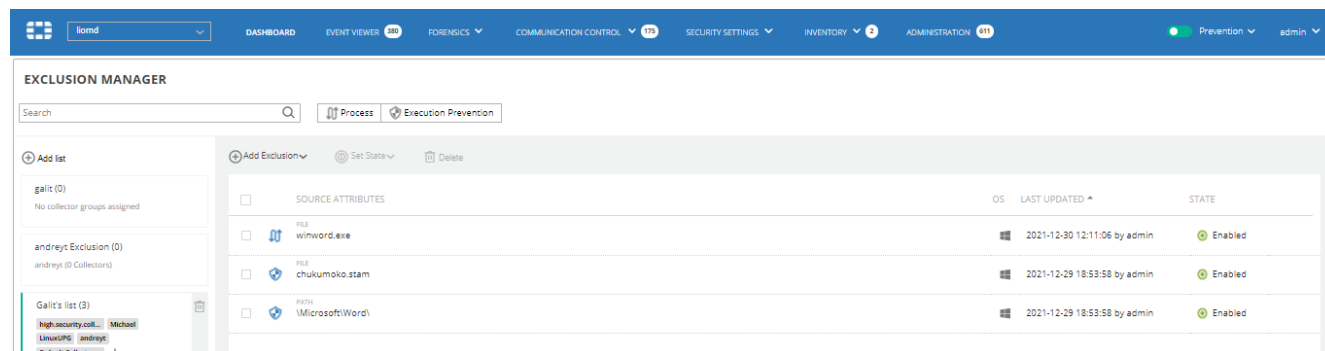 liornd
DASHBOARD
EVENT VIEWER 380
FORENSICS
COMMUNICATION CONTROL 175
SECURITY SETTINGS
INVENTORY 2
ADMINISTRATION 611
Prevention
admin
EXCLUSION MANAGER
Search
Process
Execution Prevention
Add list
Add Exclusion
Set State
Delete
galit (0)
No collector groups assigned
andreyt Exclusion (0)
andreyt (0 Collectors)
Galit's list (3)
high.security.coll... Michael
LinuxUPG andreyt
SOURCE ATTRIBUTES OS LAST UPDATED STATE
FILE
winword.exe 2021-12-30 12:11:06 by admin Enabled
FILE
chukumoko.stam 2021-12-29 18:53:58 by admin Enabled
PATH
\Microsoft\Word\ 2021-12-29 18:53:58 by admin Enabled